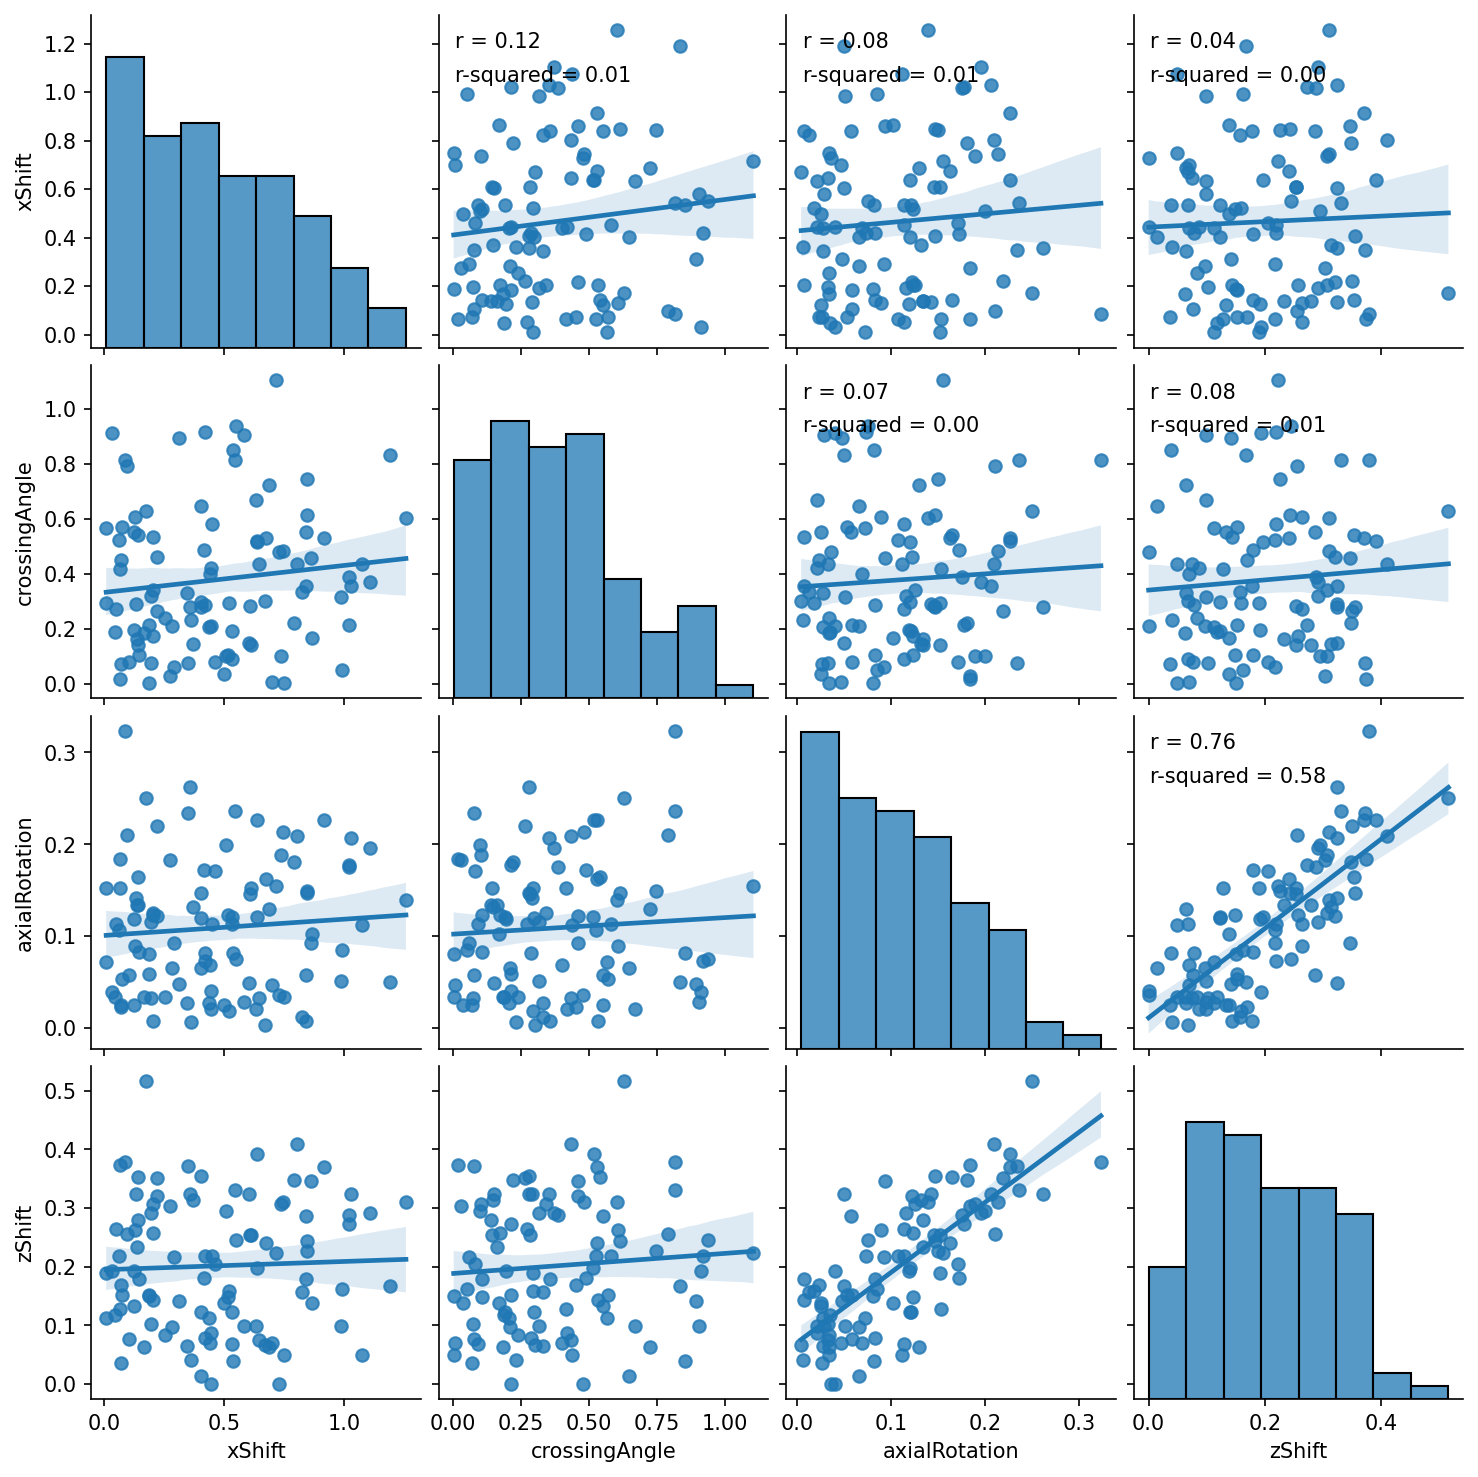 1.2
1.0
0.8
0.6
0.4
0.2
0.0
xShift
r = 0.12
r-squared = 0.01
r = 0.08
r-squared = 0.01
r = 0.04
r-squared = 0.00
1.0
0.8
0.6
0.4
0.2
0.0
crossingAngle
r = 0.07
r-squared = 0.00
r = 0.08
r-squared = 0.01
0.3
0.2
0.1
0.0
axialRotation
r = 0.76
r-squared = 0.58
0.5
0.4
0.3
0.2
0.1
0.0
zShift
0.0 0.5 1.0
xShift
0.00 0.25 0.50 0.75 1.00
crossingAngle
0.0 0.1 0.2 0.3
axialRotation
0.0 0.2 0.4
zShift